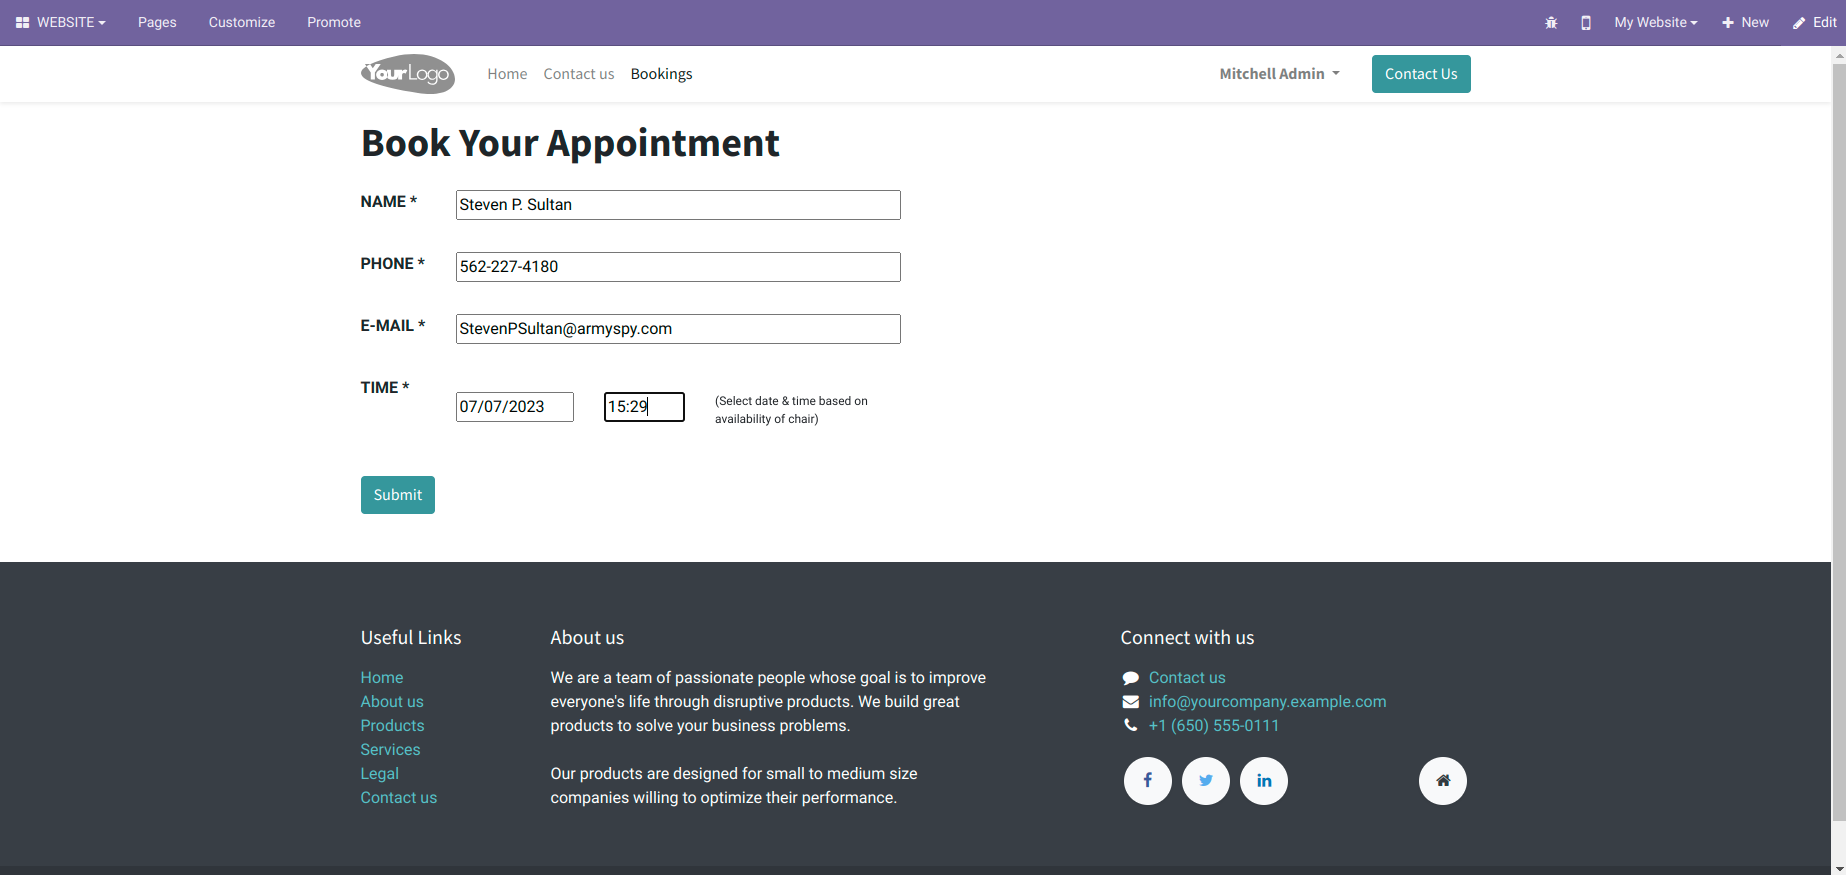 WEBSITE Pages Customize Promote My Website New Edit
YourLogo Home Contact us Bookings Mitchell Admin Contact Us
Book Your Appointment
NAME * Steven P. Sultan
PHONE * 562-227-4180
E-MAIL * StevenPSultan@armyspy.com
TIME * 07/07/2023 15:29 (Select date & time based on
availability of chair)
Submit
Useful Links
Home
About us
Products
Services
Legal
Contact us
About us
We are a team of passionate people whose goal is to improve
everyone's life through disruptive products. We build great
products to solve your business problems.
Our products are designed for small to medium size
companies willing to optimize their performance.
Connect with us
Contact us
info@yourcompany.example.com
+1 (650) 555-0111